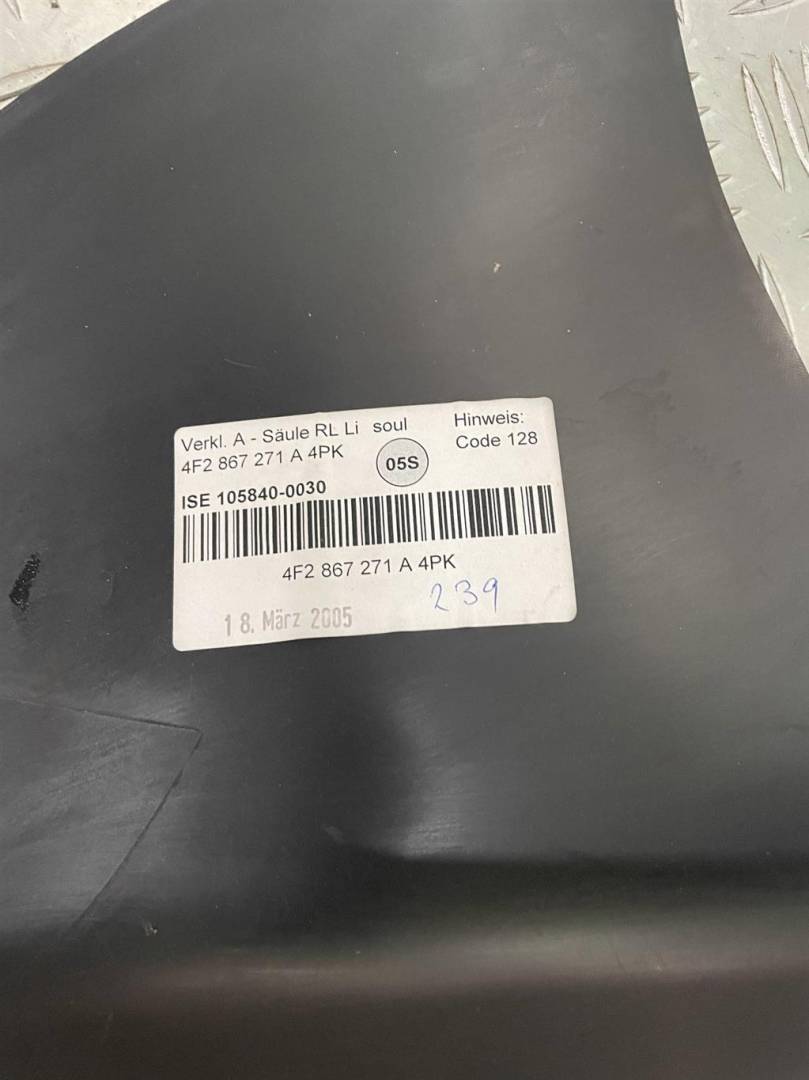 Verkl. A - Säule RL Li soul
4F2 867 271 A 4PK
05S
Hinweis:
Code 128
ISE 105840-0030
4F2 867 271 A 4PK
239
18. März 2005